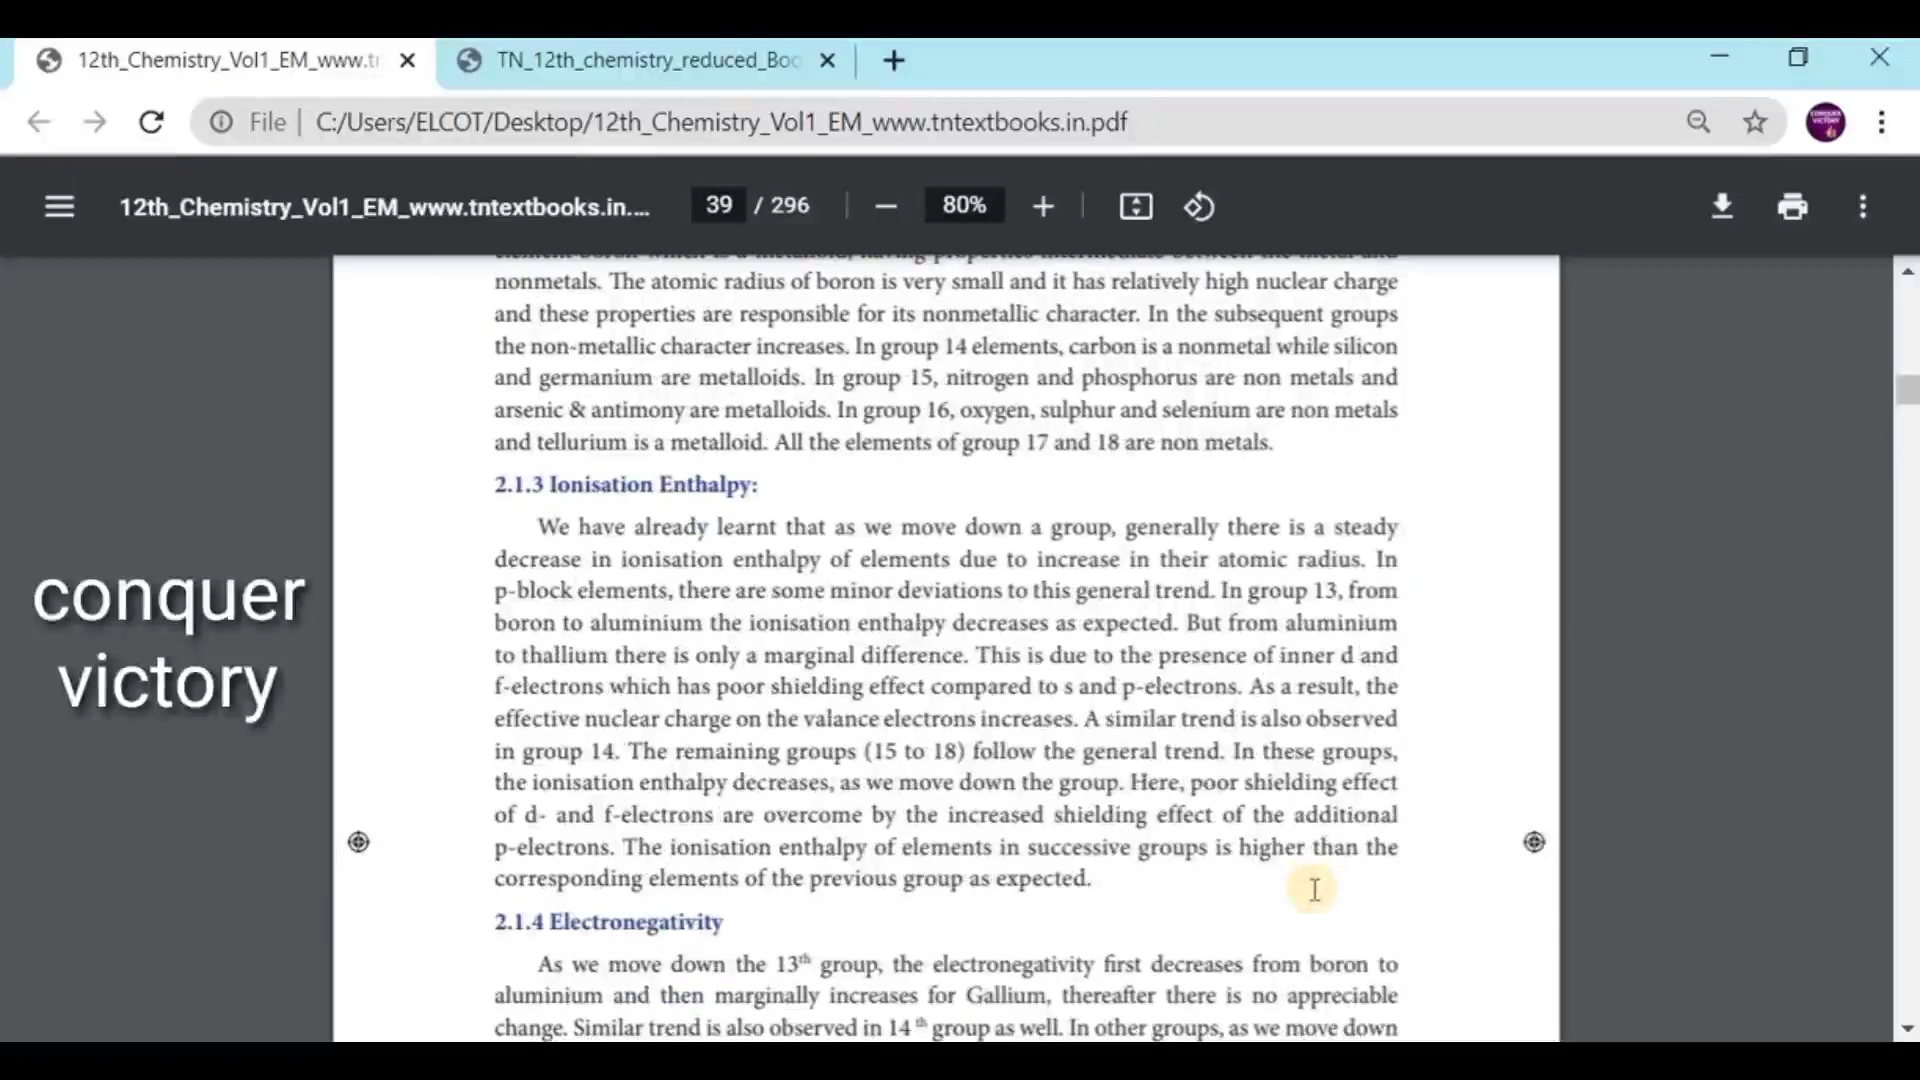 12th_Chemistry_Vol1_EM_www.t
TN_12th_chemistry_reduced_Boo
File | C:/Users/ELCOT/Desktop/12th_Chemistry_Vol1_EM_www.tntextbooks.in.pdf
12th_Chemistry_Vol1_EM_www.tntextbooks.in.... 39 / 296 80%
element boron which is a metalloid, having properties intermediate between the metal and
nonmetals. The atomic radius of boron is very small and it has relatively high nuclear charge
and these properties are responsible for its nonmetallic character. In the subsequent groups
the non-metallic character increases. In group 14 elements, carbon is a nonmetal while silicon
and germanium are metalloids. In group 15, nitrogen and phosphorus are non metals and
arsenic & antimony are metalloids. In group 16, oxygen, sulphur and selenium are non metals
and tellurium is a metalloid. All the elements of group 17 and 18 are non metals.
2.1.3 Ionisation Enthalpy:
We have already learnt that as we move down a group, generally there is a steady
decrease in ionisation enthalpy of elements due to increase in their atomic radius. In
p-block elements, there are some minor deviations to this general trend. In group 13, from
boron to aluminium the ionisation enthalpy decreases as expected. But from aluminium
to thallium there is only a marginal difference. This is due to the presence of inner d and
f-electrons which has poor shielding effect compared to s and p-electrons. As a result, the
effective nuclear charge on the valance electrons increases. A similar trend is also observed
in group 14. The remaining groups (15 to 18) follow the general trend. In these groups,
the ionisation enthalpy decreases, as we move down the group. Here, poor shielding effect
of d- and f-electrons are overcome by the increased shielding effect of the additional
p-electrons. The ionisation enthalpy of elements in successive groups is higher than the
corresponding elements of the previous group as expected.
2.1.4 Electronegativity
As we move down the 13th group, the electronegativity first decreases from boron to
aluminium and then marginally increases for Gallium, thereafter there is no appreciable
change. Similar trend is also observed in 14 th group as well. In other groups, as we move down
conquer
victory